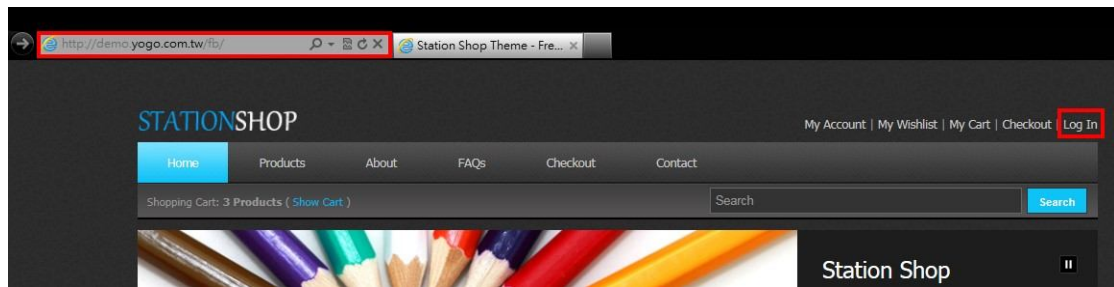 http://demo.yogo.com.tw/fb/ Station Shop Theme - Fre...
STATIONSHOP
My Account | My Wishlist | My Cart | Checkout | Log In
Home Products About FAQs Checkout Contact
Shopping Cart: 3 Products ( Show Cart ) Search Search
Station Shop